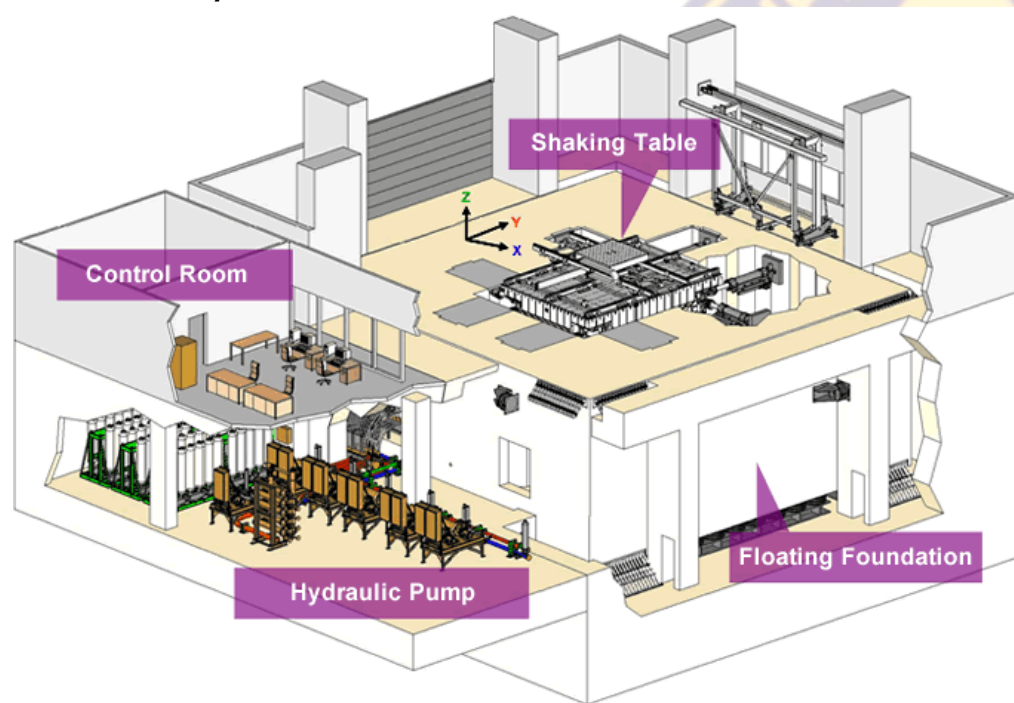 Shaking Table
Z
Y
X
Control Room
Floating Foundation
Hydraulic Pump